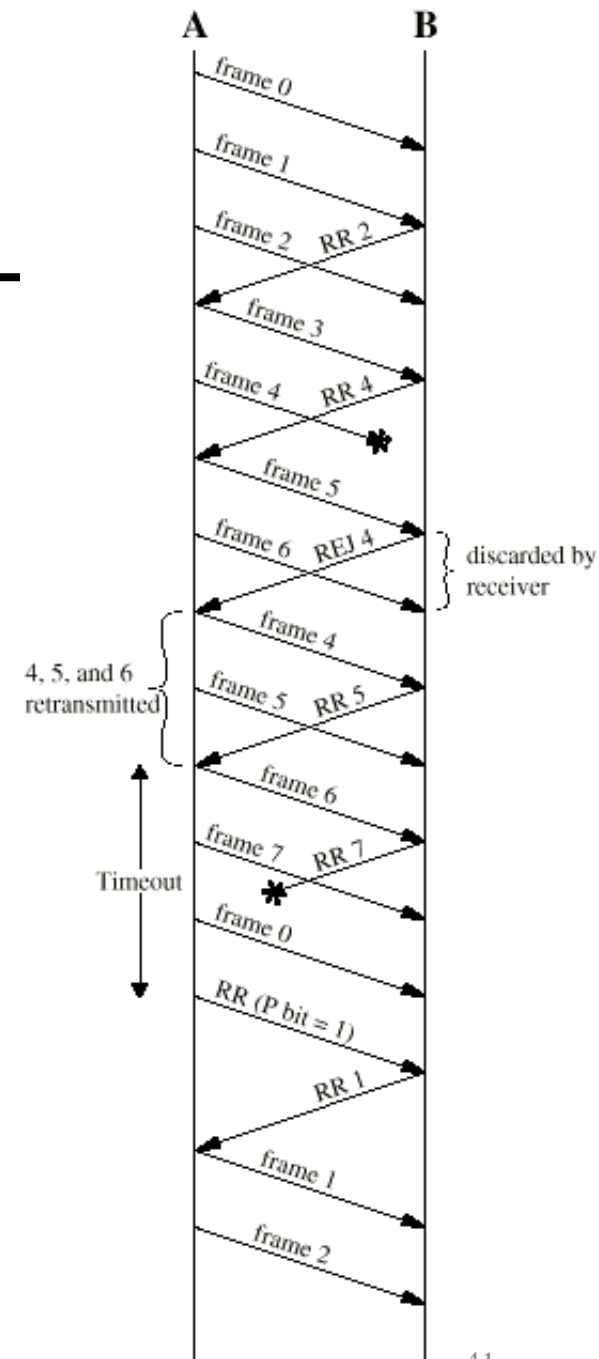 A B
frame 0
frame 1
frame 2
RR 2
frame 3
frame 4
RR 4
frame 5
frame 6
REJ 4
discarded by
receiver
frame 4
4, 5, and 6
retransmitted
frame 5
RR 5
frame 6
frame 7
RR 7
Timeout
frame 0
RR (P bit = 1)
RR 1
frame 1
frame 2